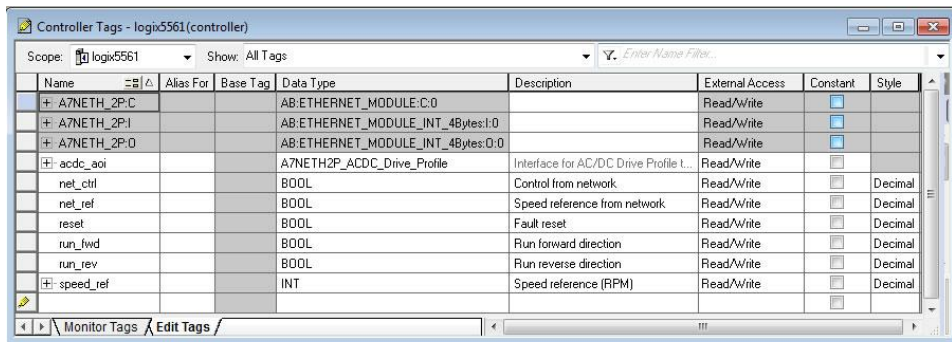 Controller Tags - logix5561(controller)
Scope: logix5561 Show: All Tags Enter Name Filter...
Name Alias For Base Tag Data Type Description External Access Constant Style
+ A7NETH_2P:C AB:ETHERNET_MODULE:C:0 Read/Write
+ A7NETH_2P:I AB:ETHERNET_MODULE_INT_4Bytes:I:0 Read/Write
+ A7NETH_2P:O AB:ETHERNET_MODULE_INT_4Bytes:O:0 Read/Write
+ acdc_aoi A7NETH2P_ACDC_Drive_Profile Interface for AC/DC Drive Profile t... Read/Write
net_ctrl BOOL Control from network Read/Write Decimal
net_ref BOOL Speed reference from network Read/Write Decimal
reset BOOL Fault reset Read/Write Decimal
run_fwd BOOL Run forward direction Read/Write Decimal
run_rev BOOL Run reverse direction Read/Write Decimal
+ speed_ref INT Speed reference (RPM) Read/Write Decimal
Monitor Tags Edit Tags